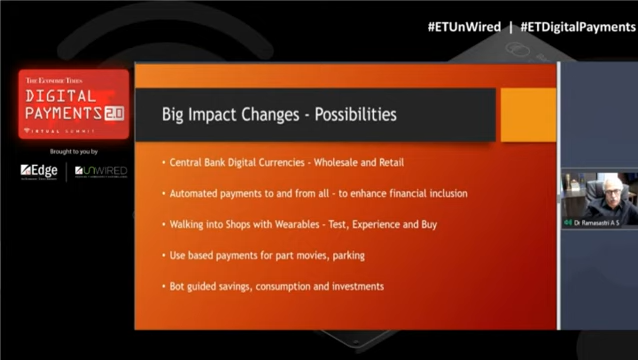 #ETUnWired | #ETDigitalPayments
THE ECONOMIC TIMES
DIGITAL
PAYMENTS 2.0
VIRTUAL SUMMIT
Brought to you by
Edge
UNWIRED
Big Impact Changes - Possibilities
• Central Bank Digital Currencies - Wholesale and Retail
• Automated payments to and from all - to enhance financial inclusion
• Walking into Shops with Wearables - Test, Experience and Buy
• Use based payments for part movies, parking
• Bot guided savings, consumption and investments
Dr Ramasastri A S